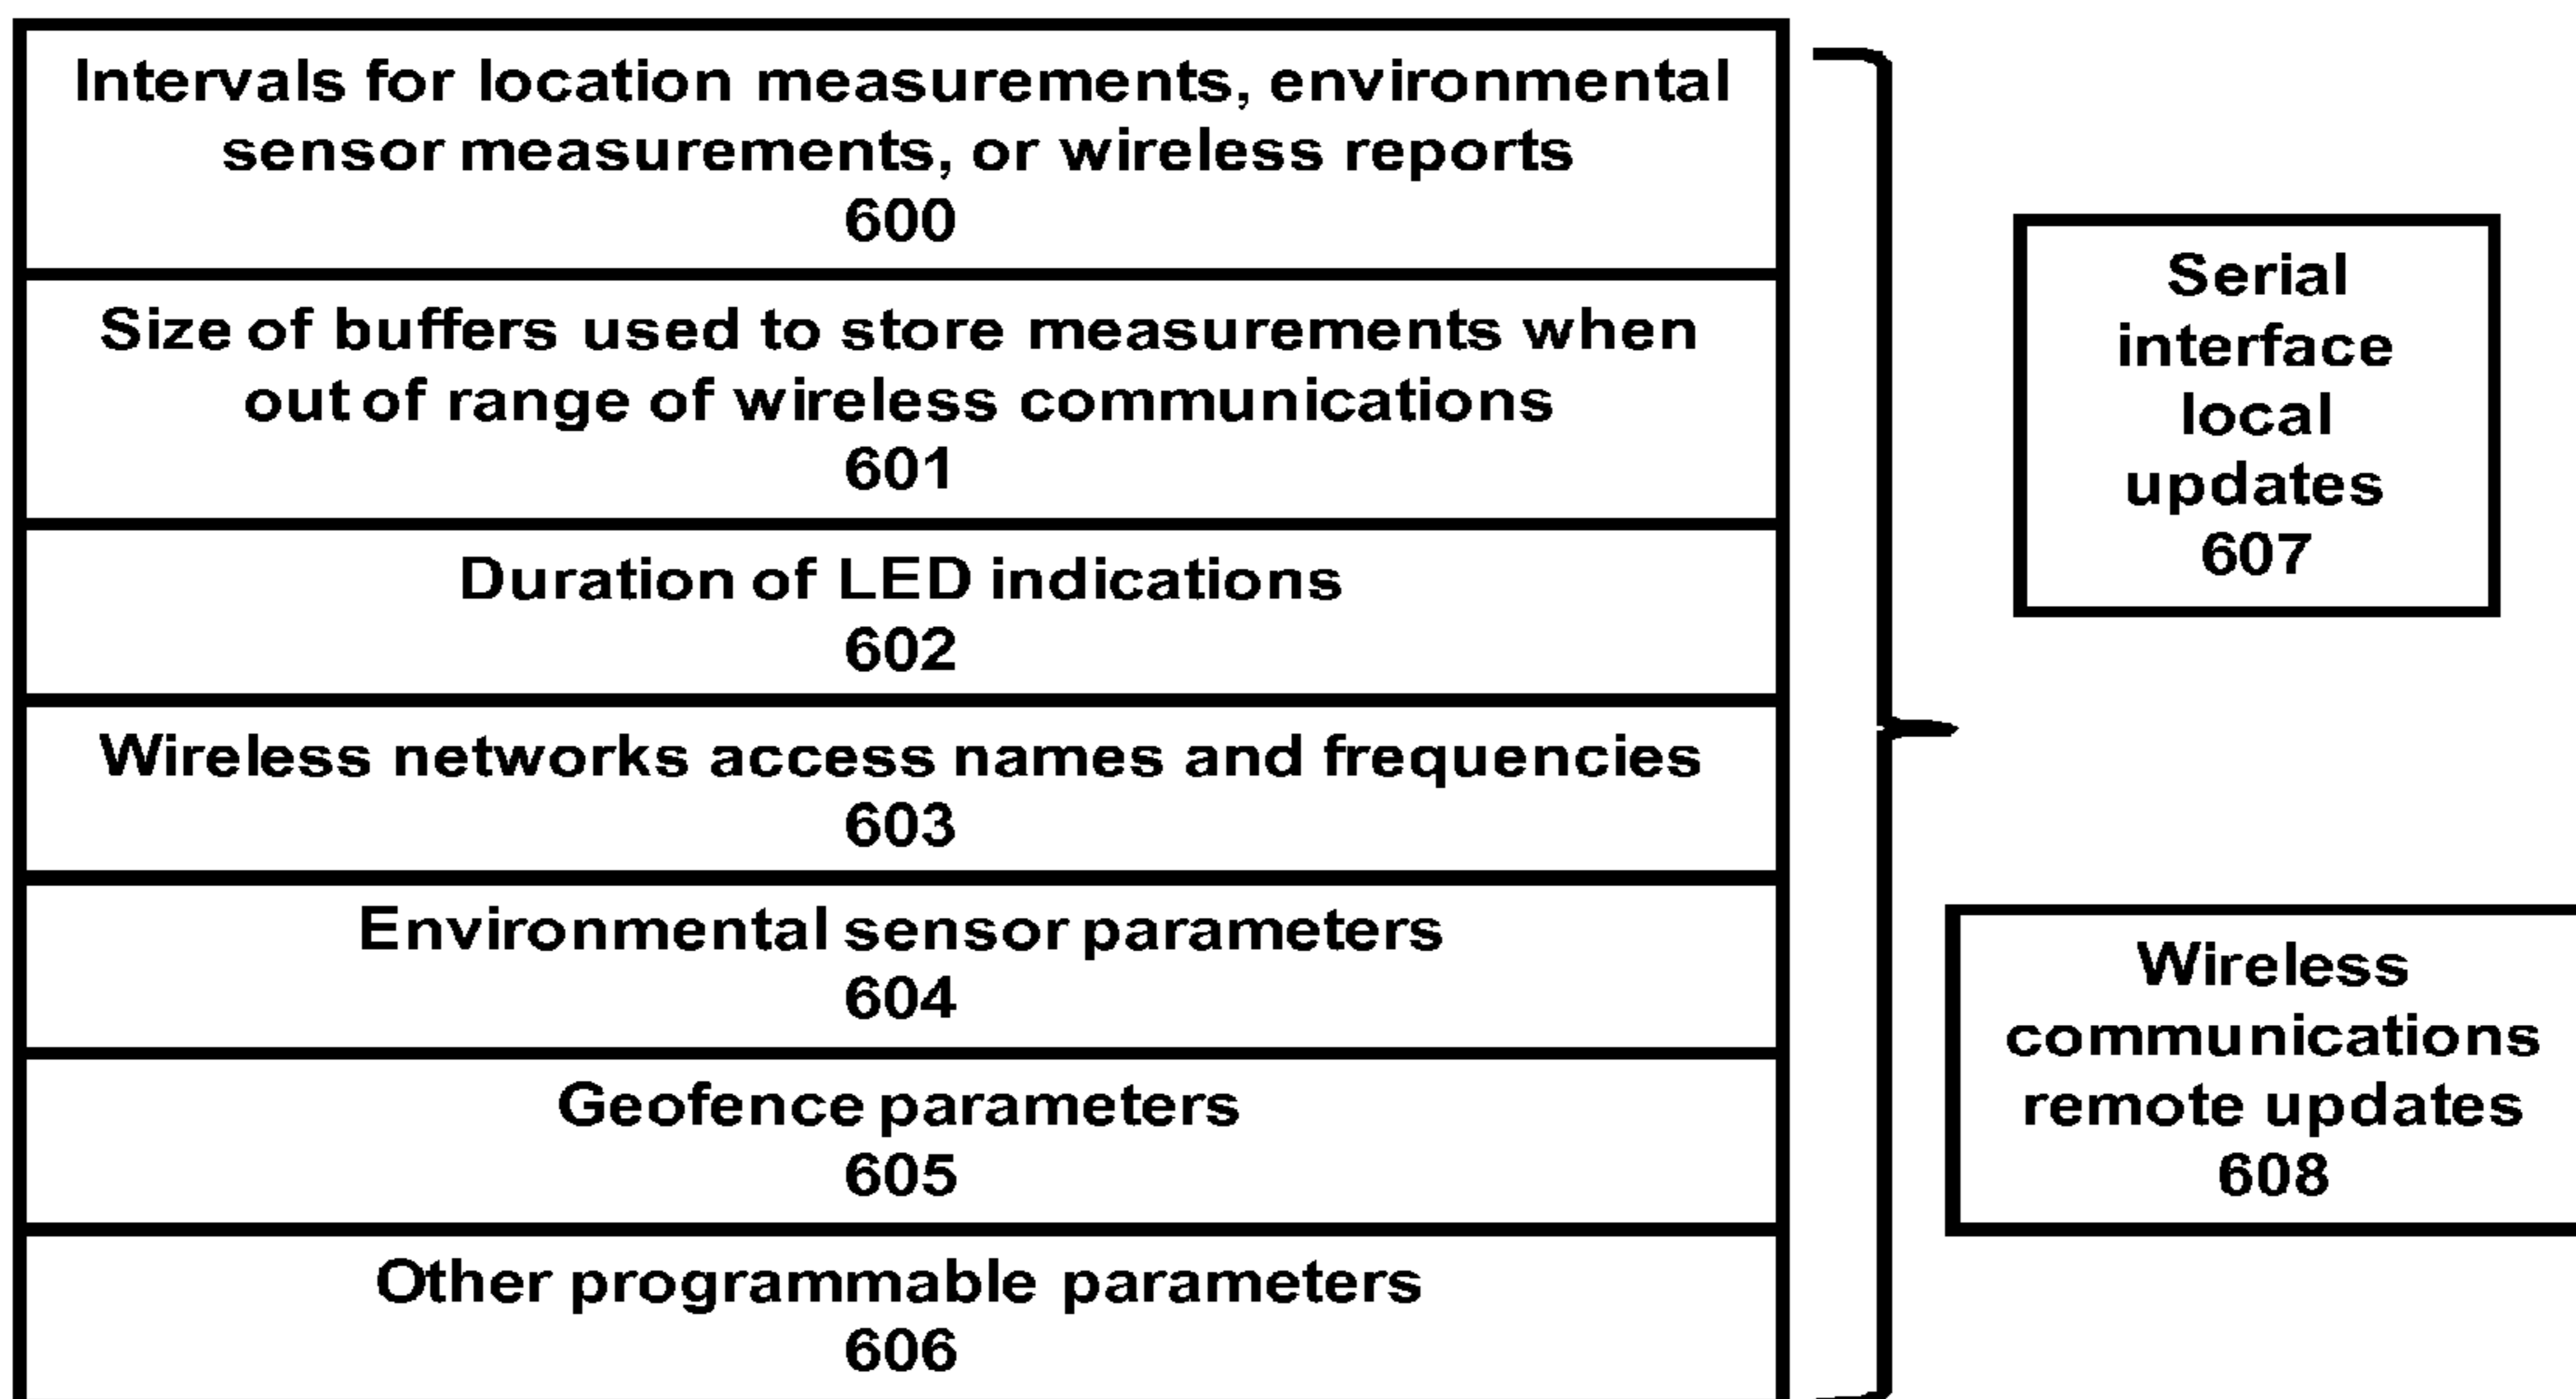 Intervals for location measurements, environmental
sensor measurements, or wireless reports
600
Size of buffers used to store measurements when
out of range of wireless communications
601
Duration of LED indications
602
Wireless networks access names and frequencies
603
Environmental sensor parameters
604
Geofence parameters
605
Other programmable parameters
606
Serial
interface
local
updates
607
Wireless
communications
remote updates
608